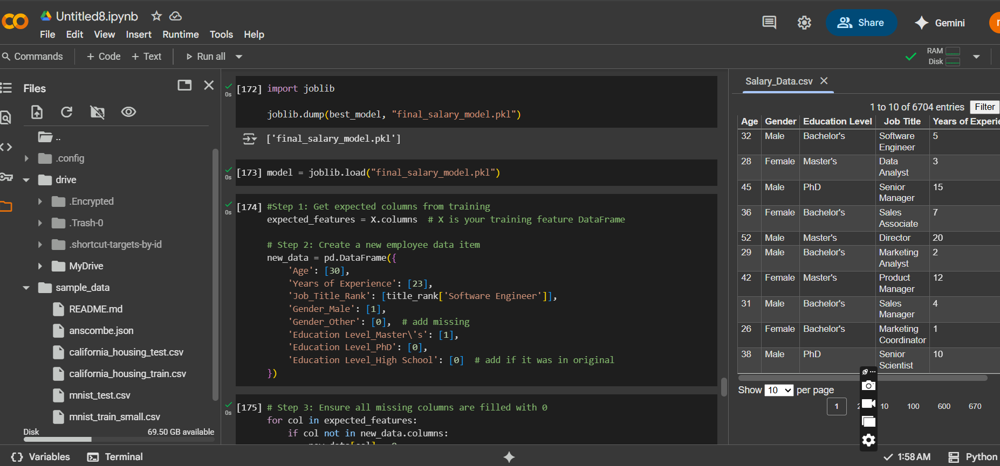 Untitled8.ipynb
File Edit View Insert Runtime Tools Help
Share
Gemini
Commands
+ Code + Text
Run all
RAM
Disk
Files
..
.config
drive
.Encrypted
.Trash-0
.shortcut-targets-by-id
MyDrive
sample_data
README.md
anscombe.json
california_housing_test.csv
california_housing_train.csv
mnist_test.csv
mnist_train_small.csv
Disk 69.50 GB available
[172] import joblib
0s
joblib.dump(best_model, "final_salary_model.pkl")
['final_salary_model.pkl']
[173] model = joblib.load("final_salary_model.pkl")
0s
[174] #Step 1: Get expected columns from training
0s
expected_features = X.columns  # X is your training feature DataFrame
# Step 2: Create a new employee data item
new_data = pd.DataFrame({
'Age': [30],
'Years of Experience': [23],
'Job_Title_Rank': [title_rank['Software Engineer']],
'Gender_Male': [1],
'Gender_Other': [0],  # add missing
'Education Level_Master\'s': [1],
'Education Level_PhD': [0],
'Education Level_High School': [0]  # add if it was in original
})
[175] # Step 3: Ensure all missing columns are filled with 0
0s
for col in expected_features:
if col not in new_data.columns:
Salary_Data.csv
1 to 10 of 6704 entries Filter
Age Gender Education Level Job Title Years of Experie
32 Male Bachelor's Software Engineer 5
28 Female Master's Data Analyst 3
45 Male PhD Senior Manager 15
36 Female Bachelor's Sales Associate 7
52 Male Master's Director 20
29 Male Bachelor's Marketing Analyst 2
42 Female Master's Product Manager 12
31 Male Bachelor's Sales Manager 4
26 Female Bachelor's Marketing Coordinator 1
38 Male PhD Senior Scientist 10
Show 10 per page
1 10 100 600 670
Variables Terminal
1:58 AM Python